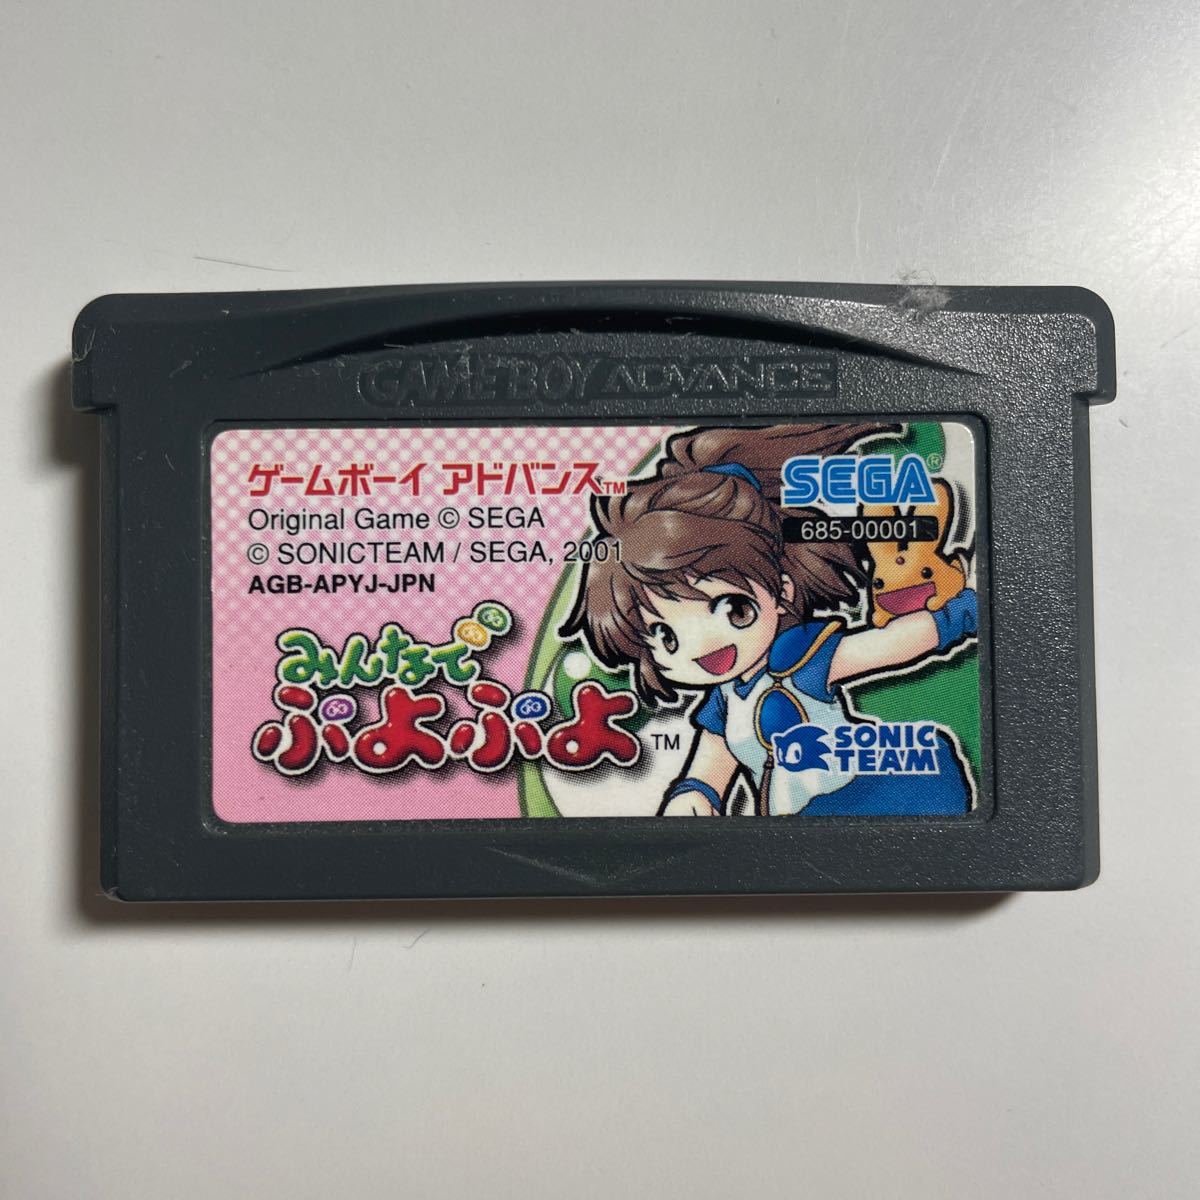 GAME BOY ADVANCE
ゲームボーイ アドバンス™
Original Game © SEGA
© SONICTEAM / SEGA, 2001
AGB-APYJ-JPN
SEGA®
685-00001
みんなで
ぷよぷよ™
SONIC
TEAM